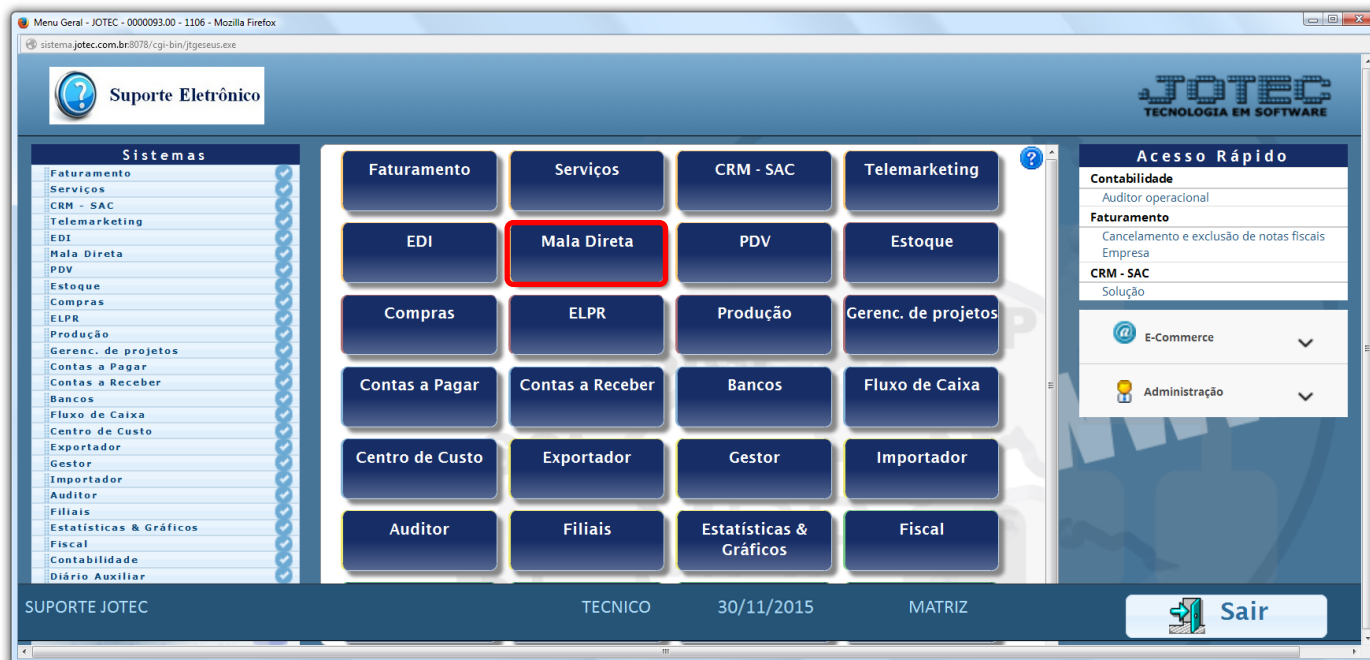 Menu Geral - JOTEC - 0000093.00 - 1106 - Mozilla Firefox
sistema.jotec.com.br:8078/cgi-bin/jtgeseus.exe
Suporte Eletrônico
JOTEC
TECNOLOGIA EM SOFTWARE
Sistemas
Faturamento
Serviços
CRM - SAC
Telemarketing
EDI
Mala Direta
PDV
Estoque
Compras
ELPR
Produção
Gerenc. de projetos
Contas a Pagar
Contas a Receber
Bancos
Fluxo de Caixa
Centro de Custo
Exportador
Gestor
Importador
Auditor
Filiais
Estatísticas & Gráficos
Fiscal
Contabilidade
Diário Auxiliar
Faturamento
Serviços
CRM - SAC
Telemarketing
EDI
Mala Direta
PDV
Estoque
Compras
ELPR
Produção
Gerenc. de projetos
Contas a Pagar
Contas a Receber
Bancos
Fluxo de Caixa
Centro de Custo
Exportador
Gestor
Importador
Auditor
Filiais
Estatísticas &
Gráficos
Fiscal
Acesso Rápido
Contabilidade
Auditor operacional
Faturamento
Cancelamento e exclusão de notas fiscais
Empresa
CRM - SAC
Solução
E-Commerce
Administração
SUPORTE JOTEC
TECNICO
30/11/2015
MATRIZ
Sair